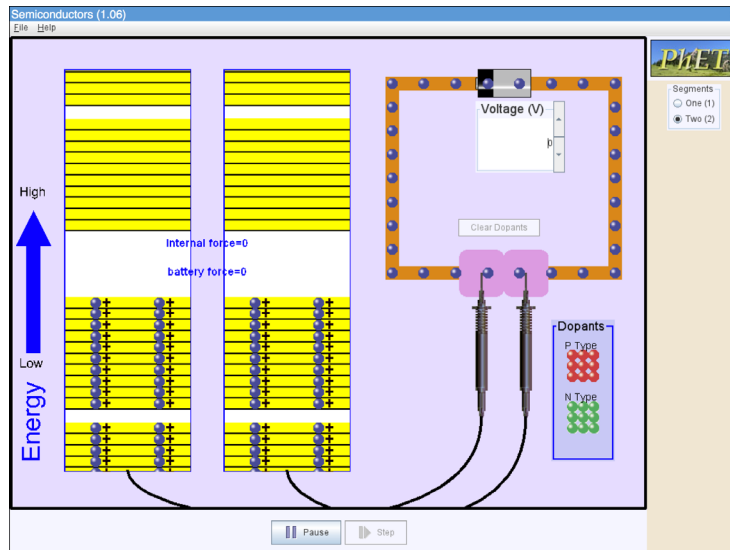 Semiconductors (1.06)
File Help
PhET
Segments
One (1)
Two (2)
Voltage (V)
0
High
Internal force=0
battery force=0
Clear Dopants
Dopants
P Type
N Type
Low
Energy
Pause
Step